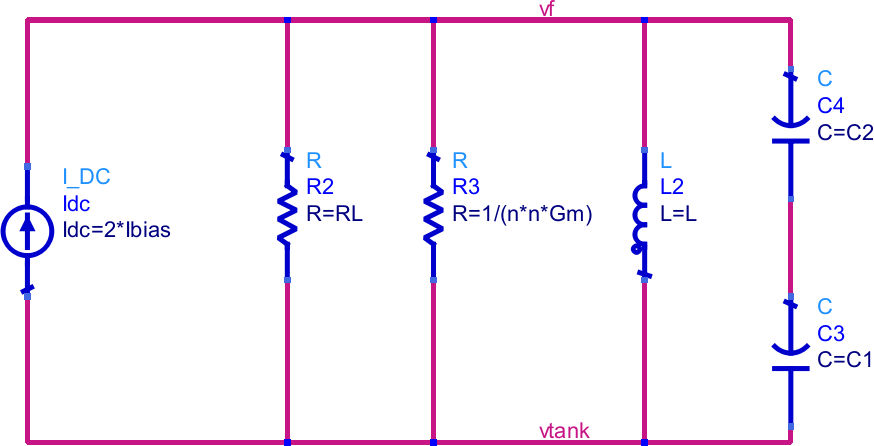 vf
I_DC
Idc
Idc=2*Ibias
R
R2
R=RL
R
R3
R=1/(n*n*Gm)
L
L2
L=L
C
C4
C=C2
C
C3
C=C1
vtank